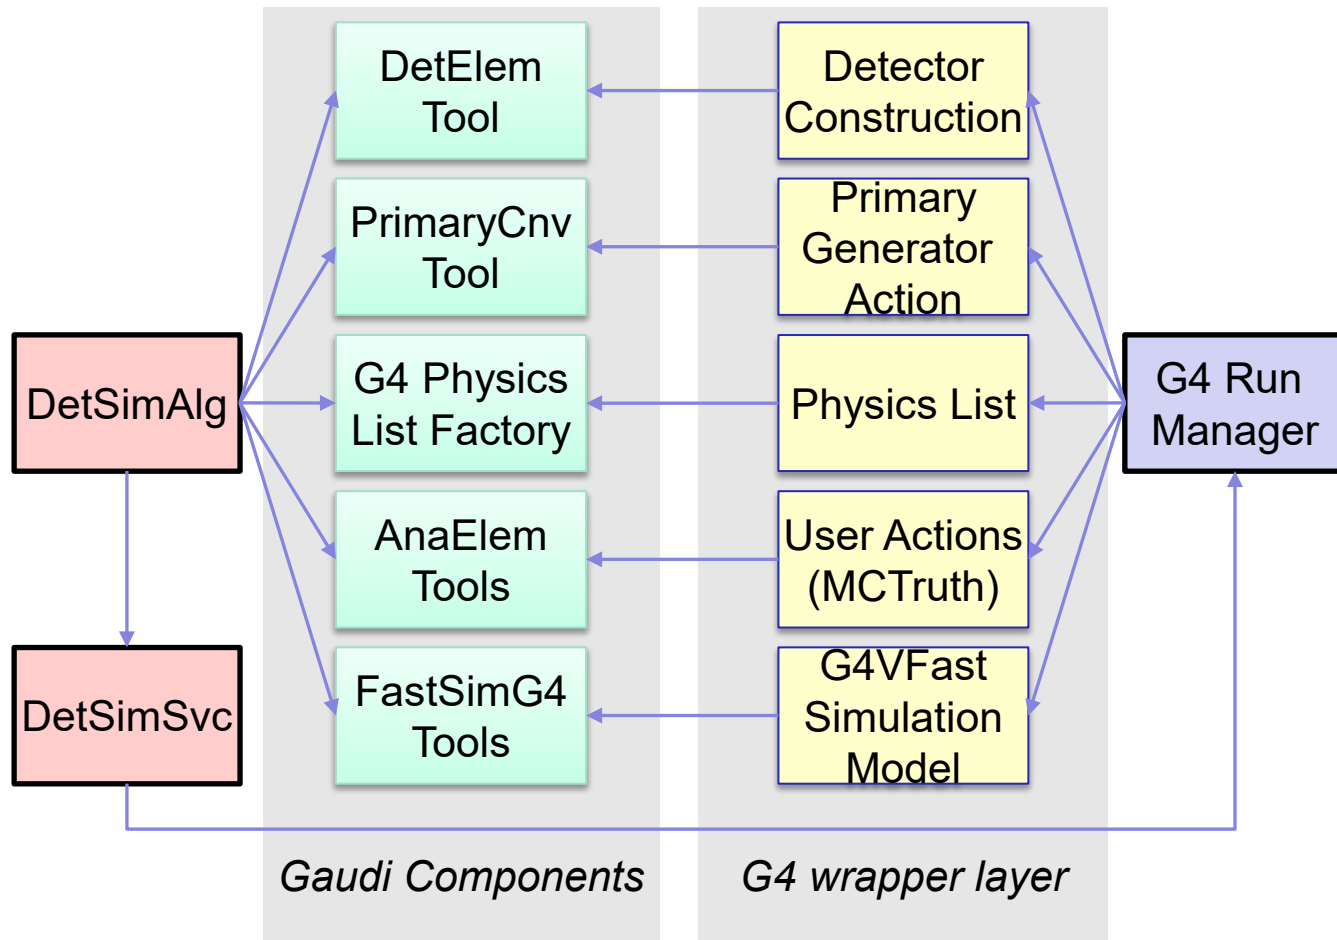 DetElem
Tool
Detector
Construction
PrimaryCnv
Tool
Primary
Generator
Action
DetSimAlg
G4 Physics
List Factory
Physics List
G4 Run
Manager
AnaElem
Tools
User Actions
(MCTruth)
DetSimSvc
FastSimG4
Tools
G4VFast
Simulation
Model
Gaudi Components
G4 wrapper layer